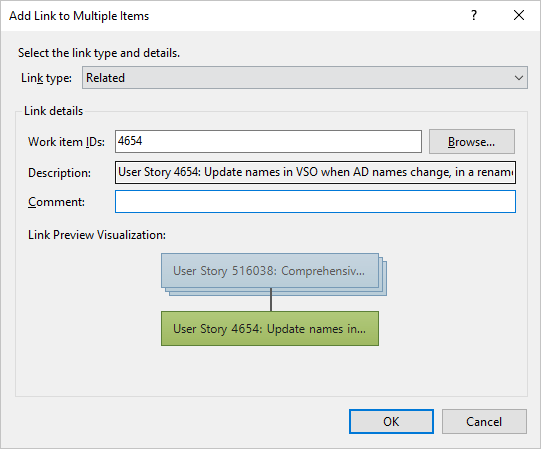 Add Link to Multiple Items
?
Select the link type and details.
Link type: Related
Link details
Work item IDs: 4654 Browse...
Description: User Story 4654: Update names in VSO when AD names change, in a rename
Comment:
Link Preview Visualization:
User Story 516038: Comprehensiv...
User Story 4654: Update names in...
OK Cancel